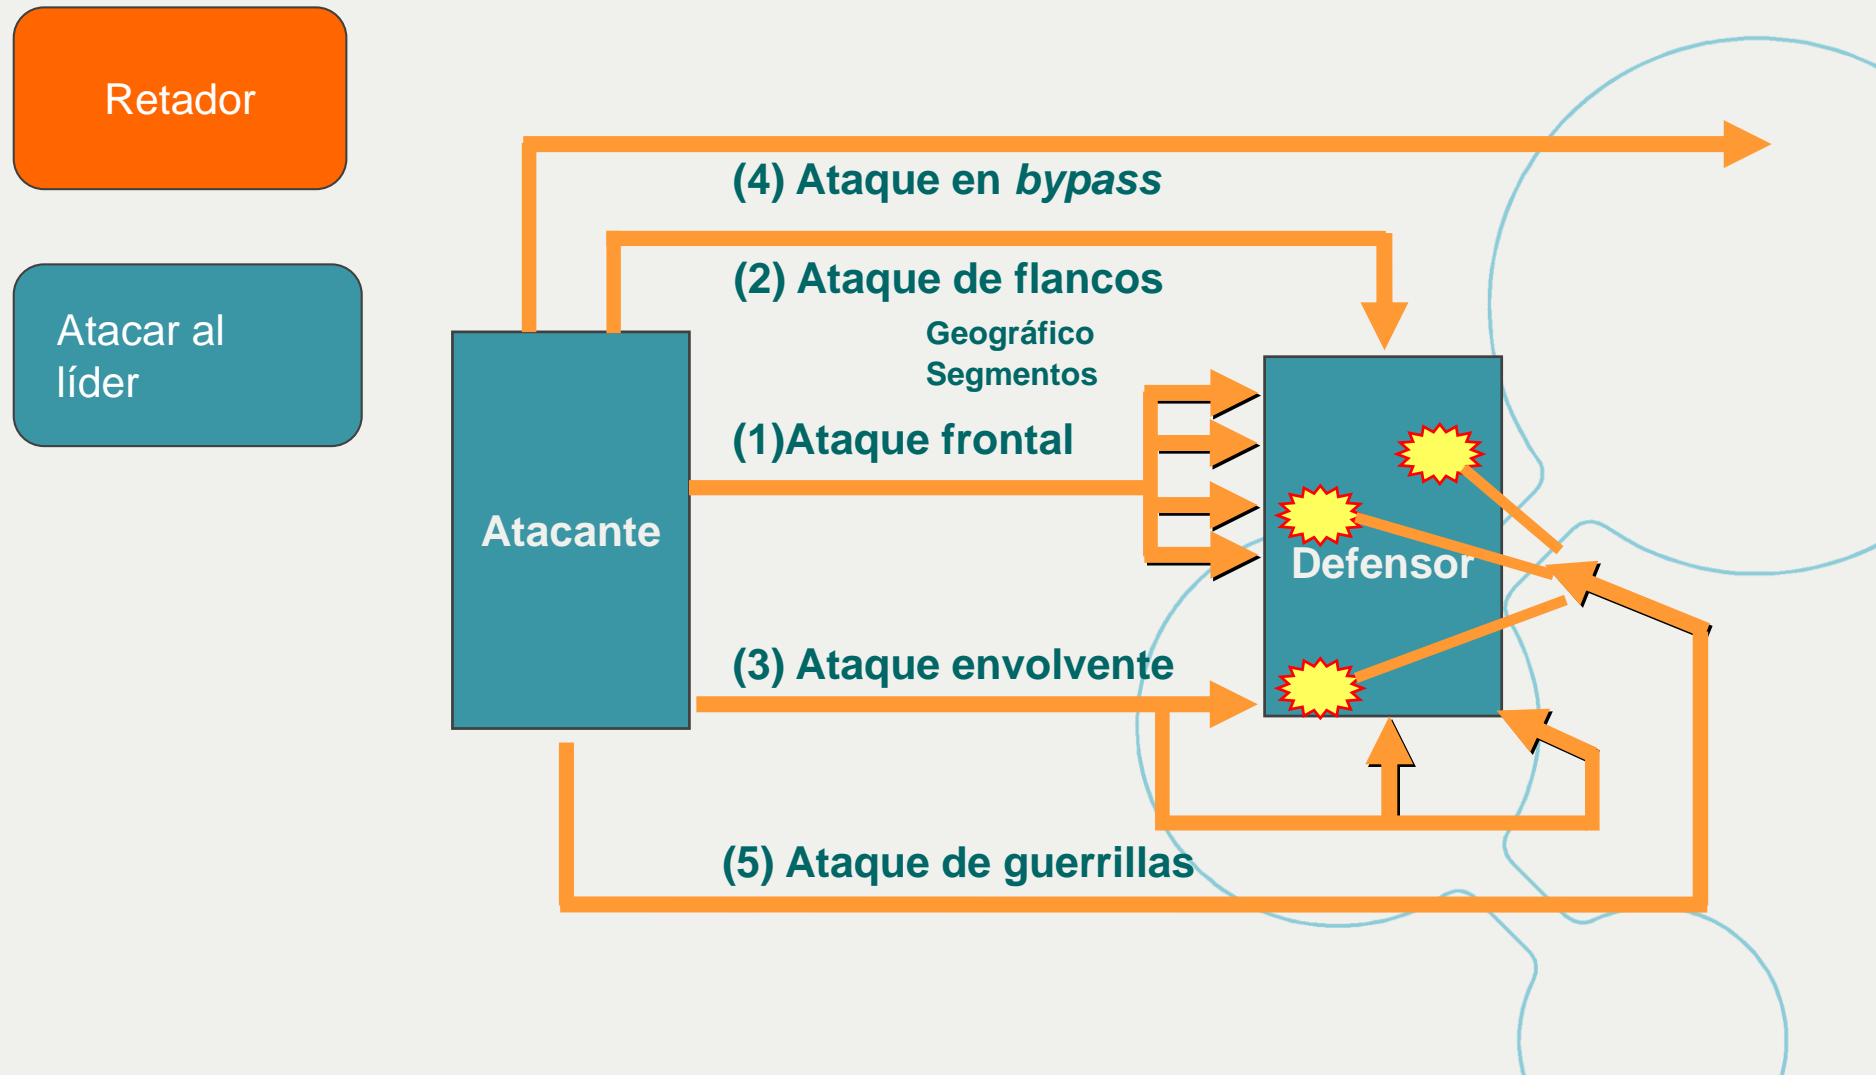 Retador
Atacar al
líder
(4) Ataque en bypass
(2) Ataque de flancos
Geográfico
Segmentos
(1)Ataque frontal
Atacante
Defensor
(3) Ataque envolvente
(5) Ataque de guerrillas